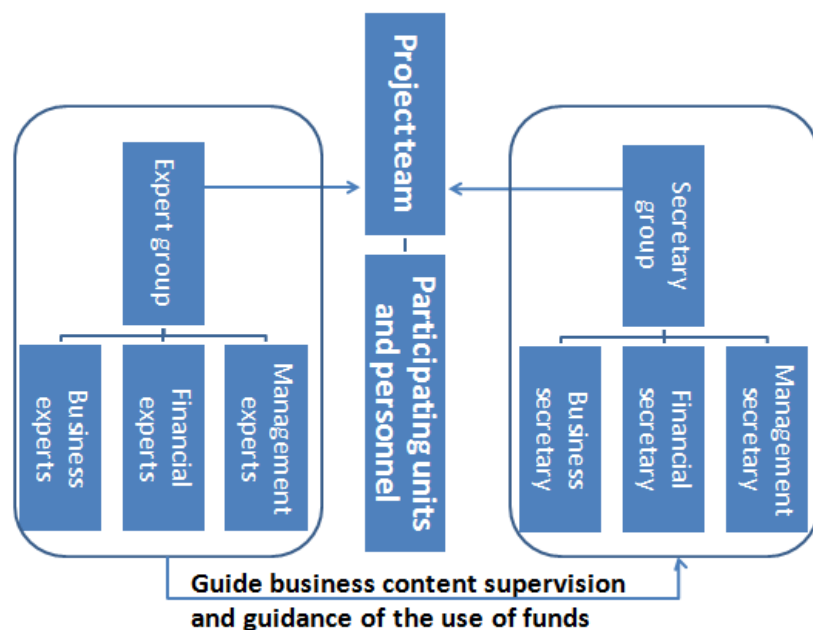 Project team
Expert group
Secretary
group
Participating units
and personnel
Business
experts
Financial
experts
Management
experts
Business
secretary
Financial
secretary
Management
secretary
Guide business content supervision
and guidance of the use of funds